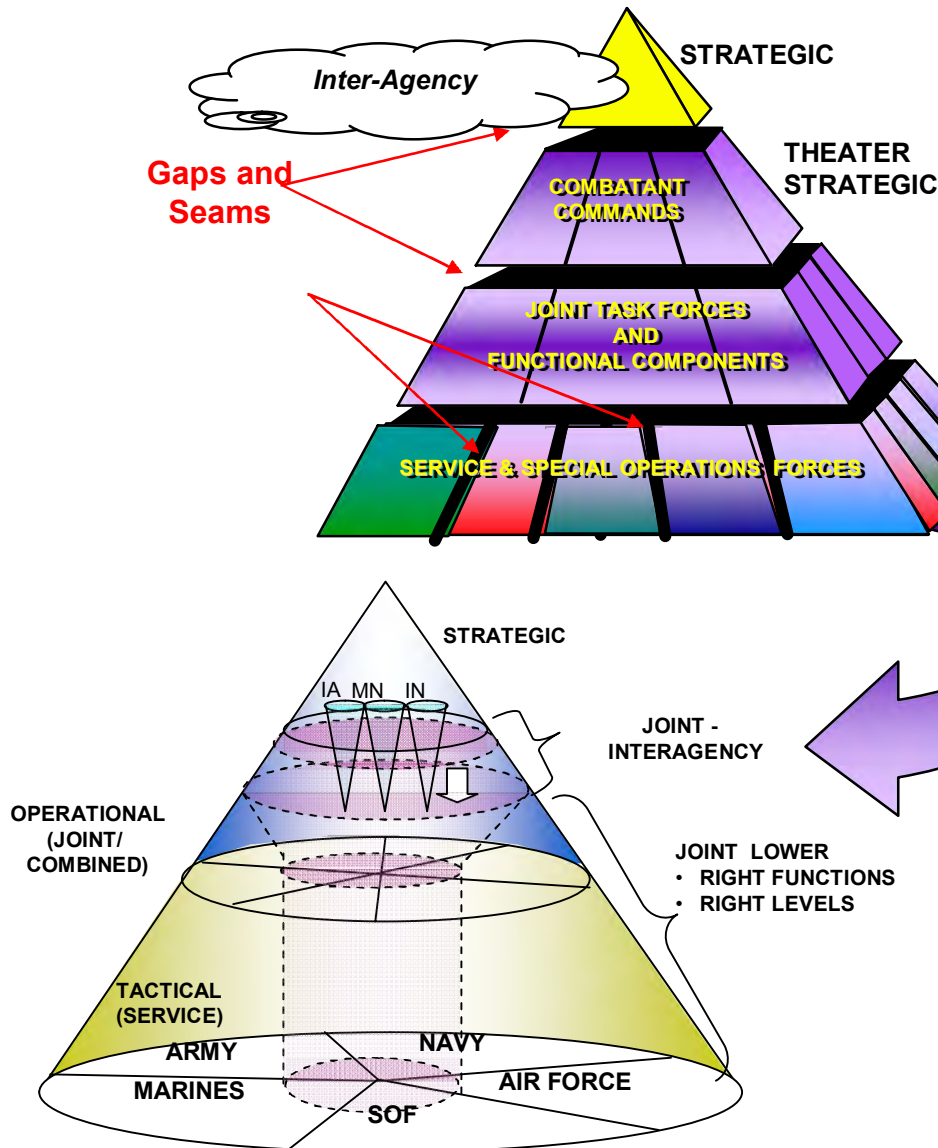 STRATEGIC
Inter-Agency
THEATER
STRATEGIC
Gaps and
Seams
COMBATANT
COMMANDS
JOINT TASK FORCES
AND
FUNCTIONAL COMPONENTS
SERVICE & SPECIAL OPERATIONS FORCES
STRATEGIC
IA MN IN
JOINT -
INTERAGENCY
OPERATIONAL
(JOINT/
COMBINED)
JOINT LOWER
• RIGHT FUNCTIONS
• RIGHT LEVELS
TACTICAL
(SERVICE)
ARMY
NAVY
MARINES
AIR FORCE
SOF